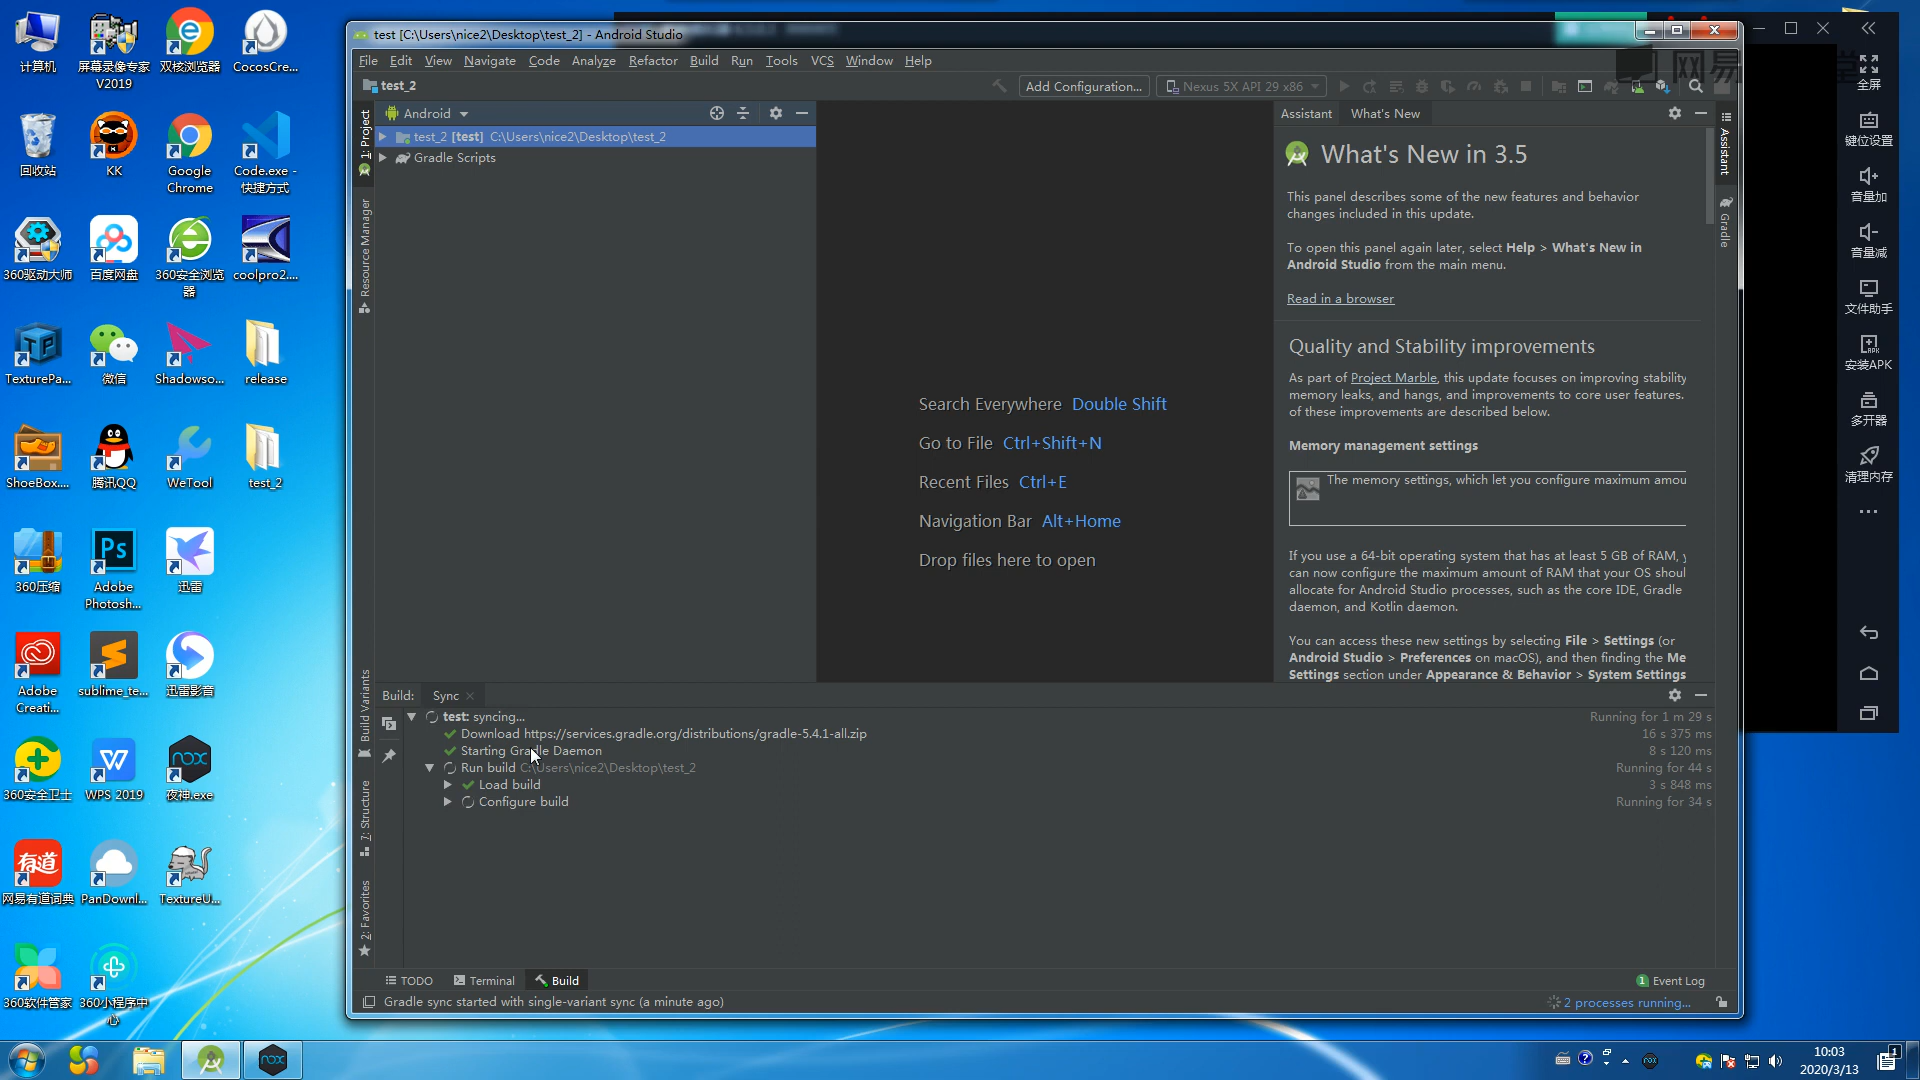 计算机
屏幕录像专家
V2019
双核浏览器
CocosCre...
回收站
KK
Google
Chrome
Code.exe -
快捷方式
360驱动大师
百度网盘
360安全浏览
器
coolpro2....
TexturePa...
微信
Shadowso...
release
ShoeBox....
腾讯QQ
WeTool
test_2
360压缩
Adobe
Photosh...
迅雷
Adobe
Creati...
sublime_te...
迅雷影音
360安全卫士
WPS 2019
夜神.exe
网易有道词典
PanDownl...
TextureU...
360软件管家
360小程序中
心
test [C:\Users\nice2\Desktop\test_2] - Android Studio
File Edit View Navigate Code Analyze Refactor Build Run Tools VCS Window Help
test_2
Add Configuration...
Nexus 5X API 29 x86
网易
1: Project
Resource Manager
Build Variants
7: Structure
2: Favorites
Android
test_2 [test] C:\Users\nice2\Desktop\test_2
Gradle Scripts
Search Everywhere Double Shift
Go to File Ctrl+Shift+N
Recent Files Ctrl+E
Navigation Bar Alt+Home
Drop files here to open
Assistant What's New
What's New in 3.5
This panel describes some of the new features and behavior
changes included in this update.
To open this panel again later, select Help > What's New in
Android Studio from the main menu.
Read in a browser
Quality and Stability improvements
As part of Project Marble, this update focuses on improving stability
memory leaks, and hangs, and improvements to core user features.
of these improvements are described below.
Memory management settings
The memory settings, which let you configure maximum amou
If you use a 64-bit operating system that has at least 5 GB of RAM, y
can now configure the maximum amount of RAM that your OS shoul
allocate for Android Studio processes, such as the core IDE, Gradle
daemon, and Kotlin daemon.
You can access these new settings by selecting File > Settings (or
Android Studio > Preferences on macOS), and then finding the Me
Settings section under Appearance & Behavior > System Settings
Assistant
Gradle
Build: Sync
test: syncing... Running for 1 m 29 s
Download https://services.gradle.org/distributions/gradle-5.4.1-all.zip 16 s 375 ms
Starting Gradle Daemon 8 s 120 ms
Run build C:\Users\nice2\Desktop\test_2 Running for 44 s
Load build 3 s 848 ms
Configure build Running for 34 s
TODO Terminal Build
1 Event Log
Gradle sync started with single-variant sync (a minute ago)
2 processes running...
全屏
键位设置
音量加
音量减
文件助手
安装APK
多开器
清理内存
10:03
2020/3/13
1